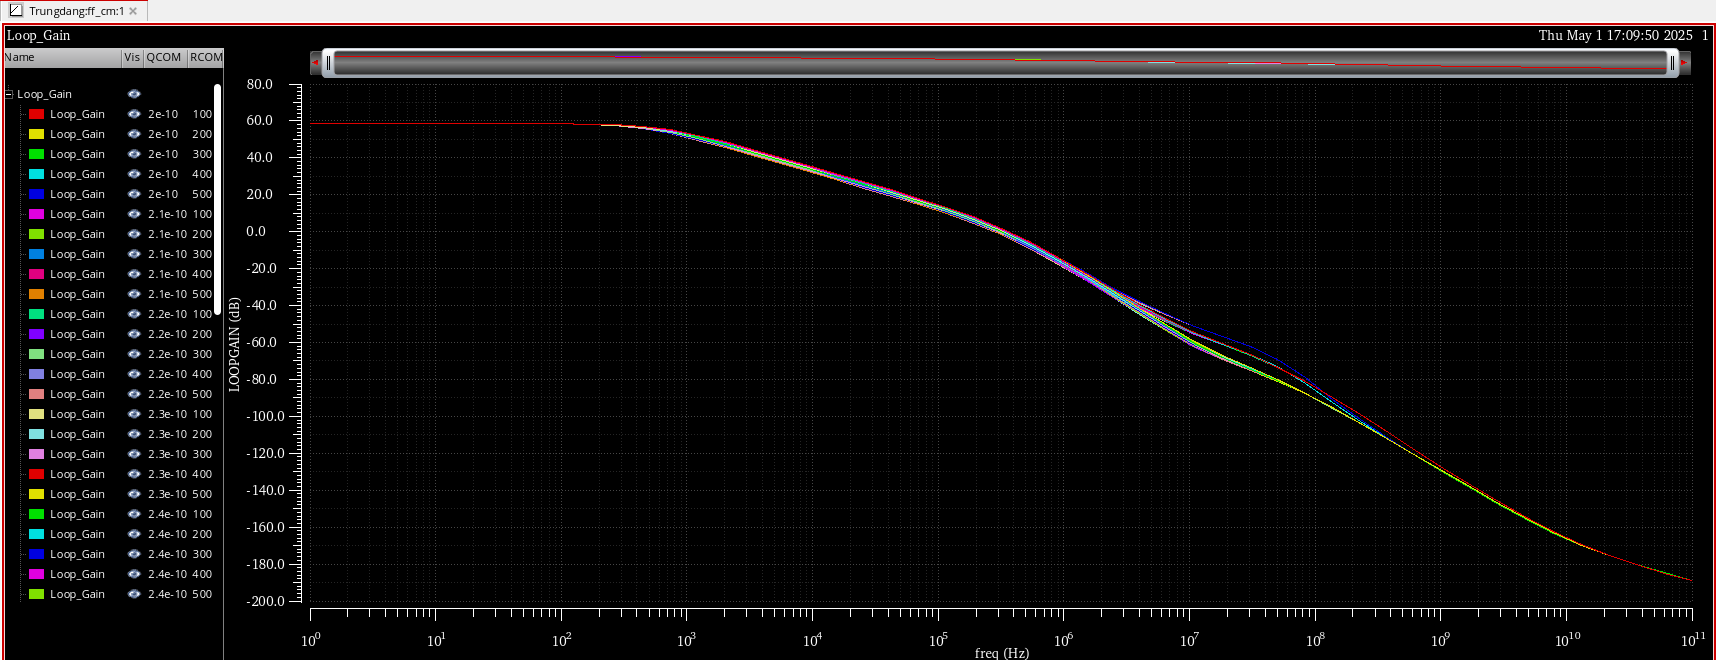 Trungdang:ff_cm:1
Loop_Gain
Thu May 1 17:09:50 2025 1
Name Vis QCOM RCOM
Loop_Gain
Loop_Gain 2e-10 100
Loop_Gain 2e-10 200
Loop_Gain 2e-10 300
Loop_Gain 2e-10 400
Loop_Gain 2e-10 500
Loop_Gain 2.1e-10 100
Loop_Gain 2.1e-10 200
Loop_Gain 2.1e-10 300
Loop_Gain 2.1e-10 400
Loop_Gain 2.1e-10 500
Loop_Gain 2.2e-10 100
Loop_Gain 2.2e-10 200
Loop_Gain 2.2e-10 300
Loop_Gain 2.2e-10 400
Loop_Gain 2.2e-10 500
Loop_Gain 2.3e-10 100
Loop_Gain 2.3e-10 200
Loop_Gain 2.3e-10 300
Loop_Gain 2.3e-10 400
Loop_Gain 2.3e-10 500
Loop_Gain 2.4e-10 100
Loop_Gain 2.4e-10 200
Loop_Gain 2.4e-10 300
Loop_Gain 2.4e-10 400
Loop_Gain 2.4e-10 500
LOOPGAIN (dB)
80.0
60.0
40.0
20.0
0.0
-20.0
-40.0
-60.0
-80.0
-100.0
-120.0
-140.0
-160.0
-180.0
-200.0
10⁰ 10¹ 10² 10³ 10⁴ 10⁵ 10⁶ 10⁷ 10⁸ 10⁹ 10¹⁰ 10¹¹
freq (Hz)